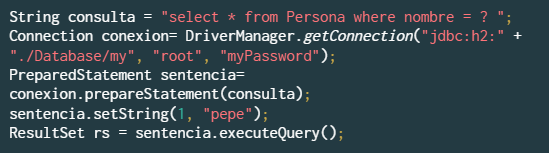 String consulta = "select * from Persona where nombre = ? ";
Connection conexion= DriverManager.getConnection("jdbc:h2:" +
"./Database/my", "root", "myPassword");
PreparedStatement sentencia=
conexion.prepareStatement(consulta);
sentencia.setString(1, "pepe");
ResultSet rs = sentencia.executeQuery();